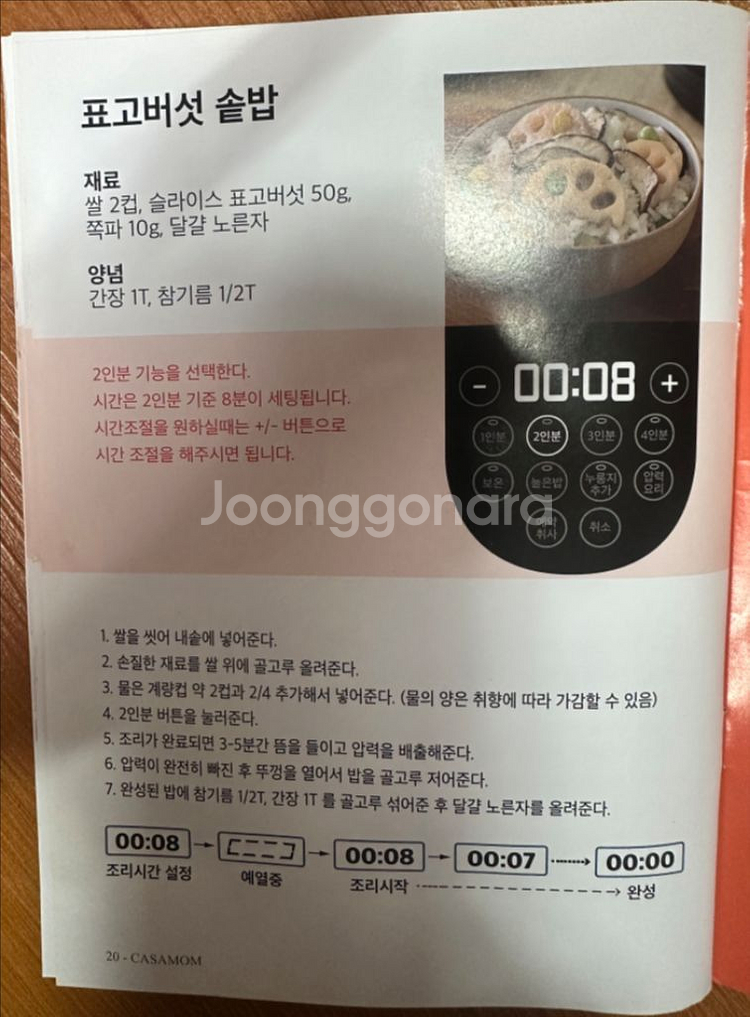 표고버섯 솥밥
재료
쌀 2컵, 슬라이스 표고버섯 50g,
쪽파 10g, 달걀 노른자
양념
간장 1T, 참기름 1/2T
2인분 기능을 선택한다.
시간은 2인분 기준 8분이 세팅됩니다.
시간조절을 원하실때는 +/- 버튼으로
시간 조절을 해주시면 됩니다.
- 00:08 +
1인분 2인분 3인분 4인분
보온 눌은밥 누룽지 추가 압력 요리
예약 취사 취소
Joonggonara
1. 쌀을 씻어 내솥에 넣어준다.
2. 손질한 재료를 쌀 위에 골고루 올려준다.
3. 물은 계량컵 약 2컵과 2/4 추가해서 넣어준다. (물의 양은 취향에 따라 가감할 수 있음)
4. 2인분 버튼을 눌러준다.
5. 조리가 완료되면 3-5분간 뜸을 들이고 압력을 배출해준다.
6. 압력이 완전히 빠진 후 뚜껑을 열어서 밥을 골고루 저어준다.
7. 완성된 밥에 참기름 1/2T, 간장 1T 를 골고루 섞어준 후 달걀 노른자를 올려준다.
00:08 00:08 00:07 00:00
조리시간 설정 예열중 조리시작 완성
20 - CASAMOM